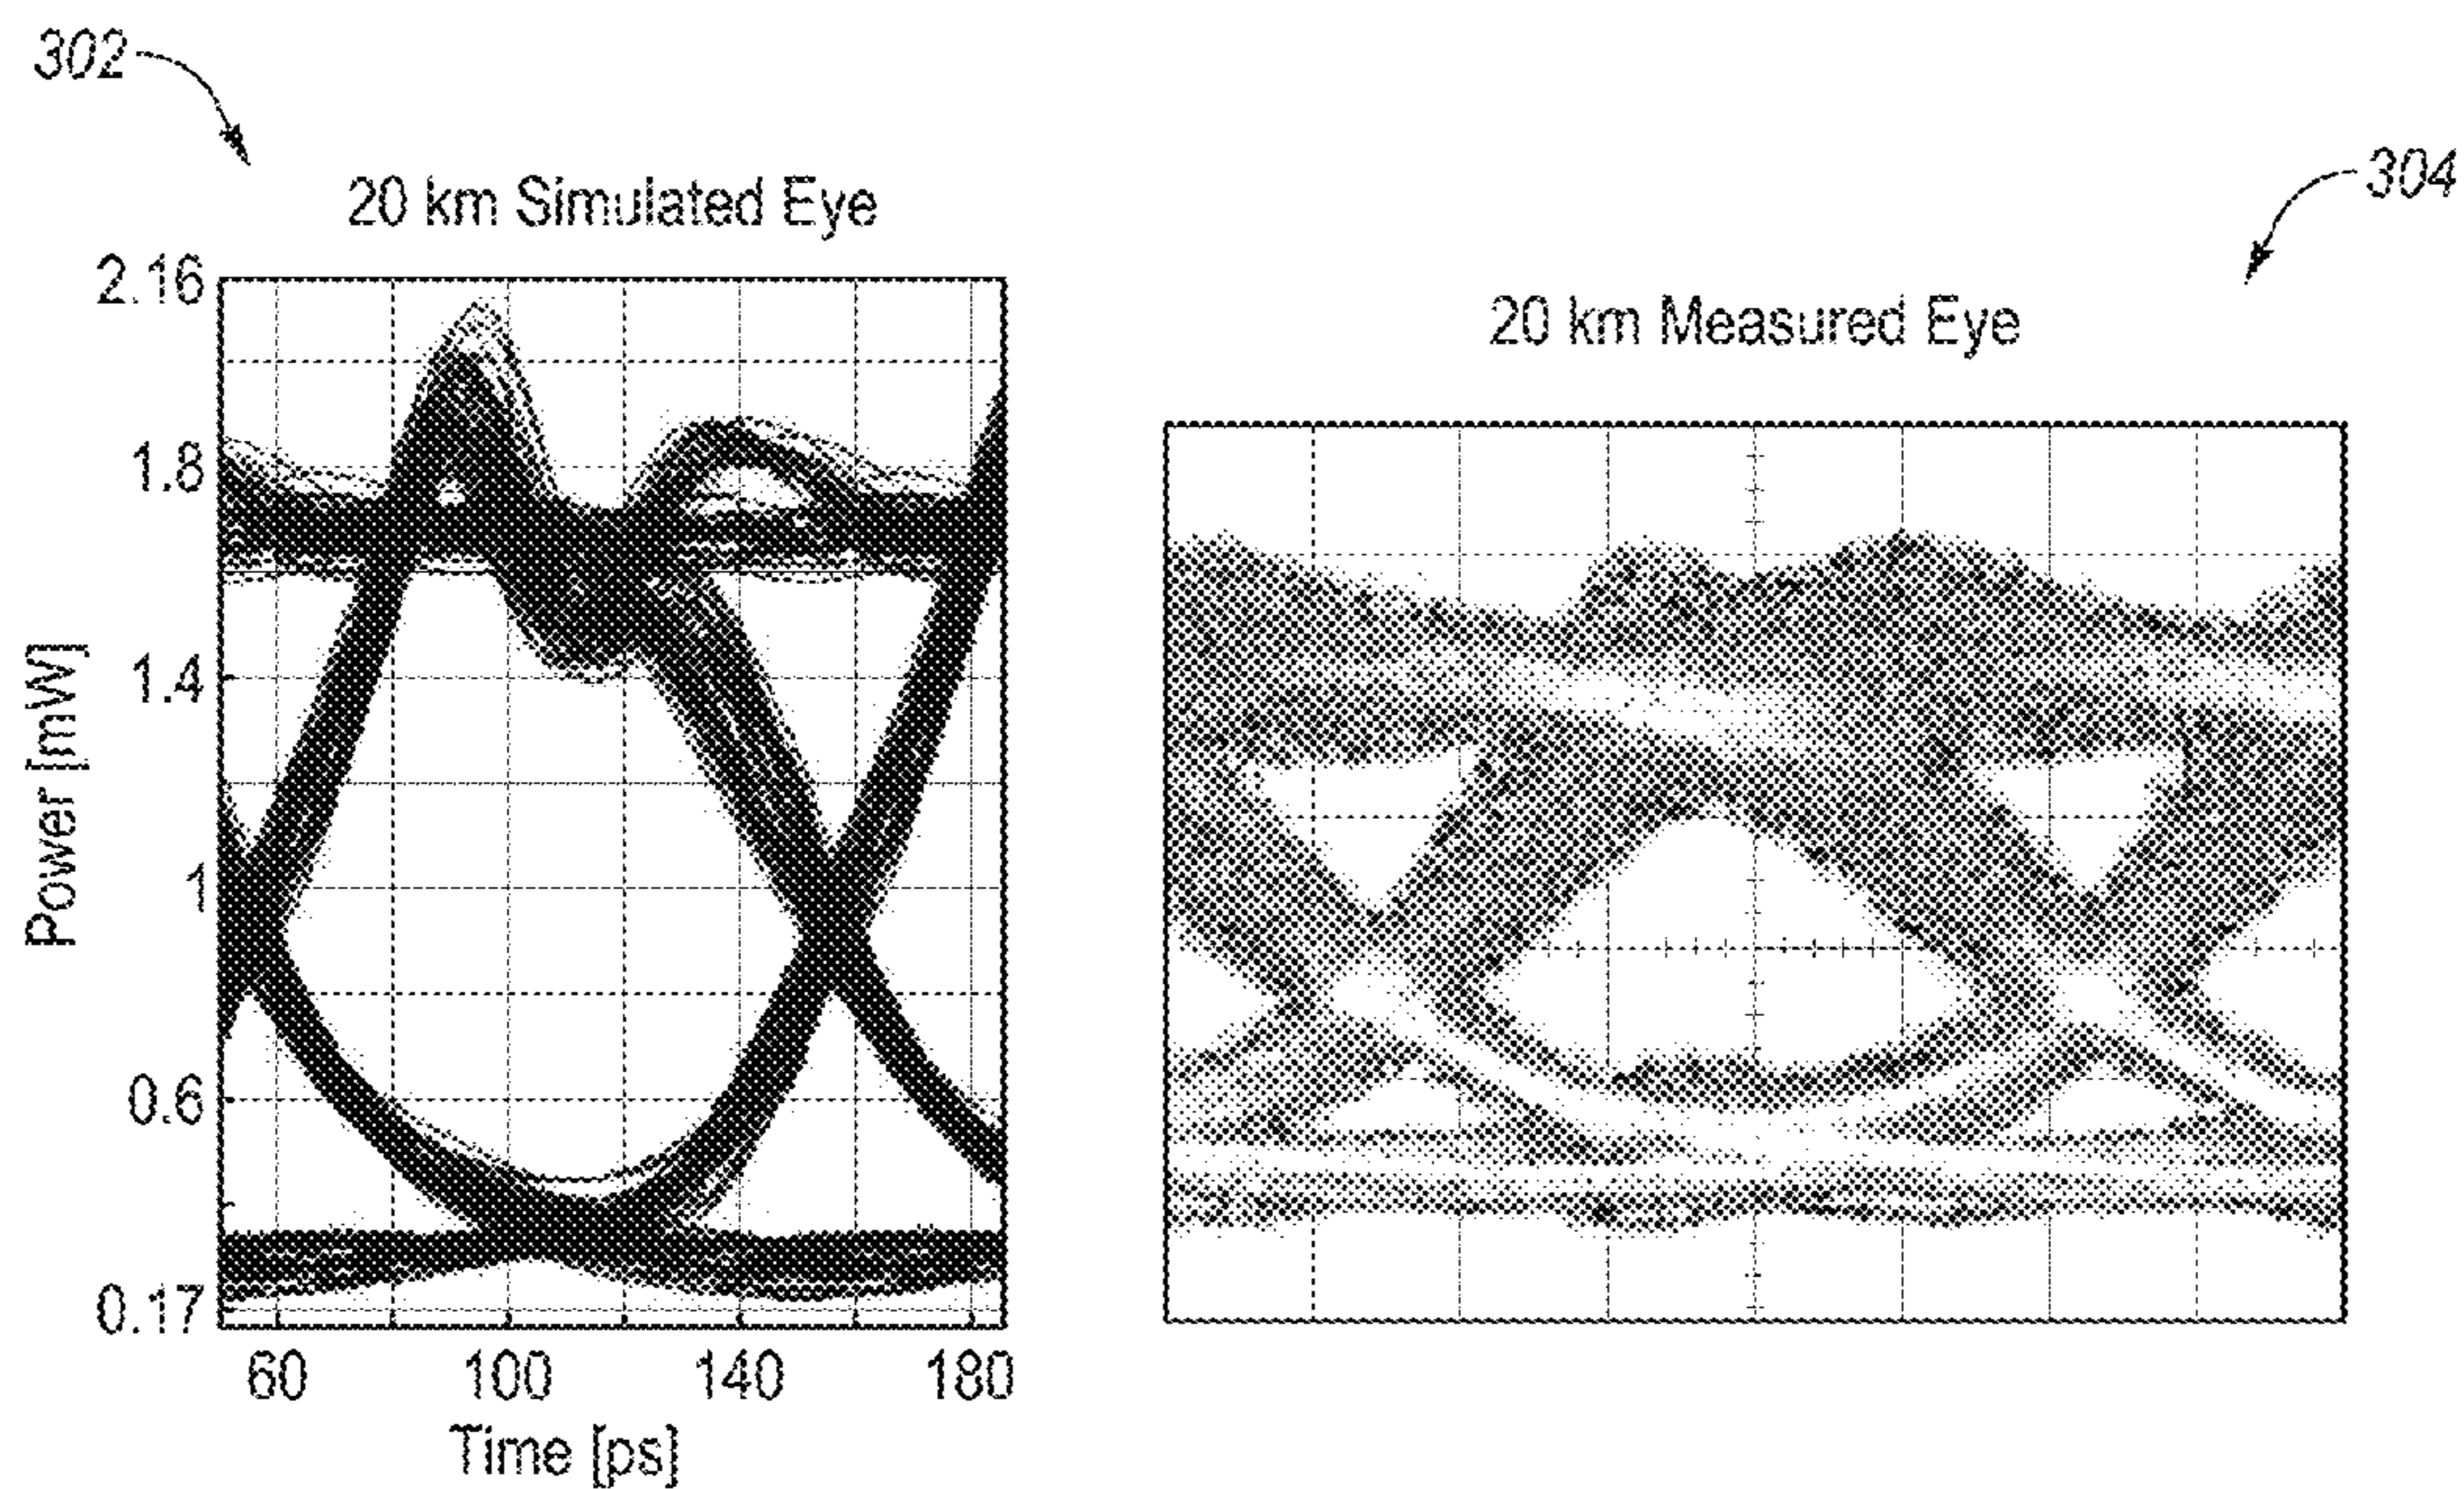 302
304
20 km Simulated Eye
20 km Measured Eye
2.16
1.8
1.4
1
0.6
0.17
Power [mW]
60 100 140 180
Time [ps]